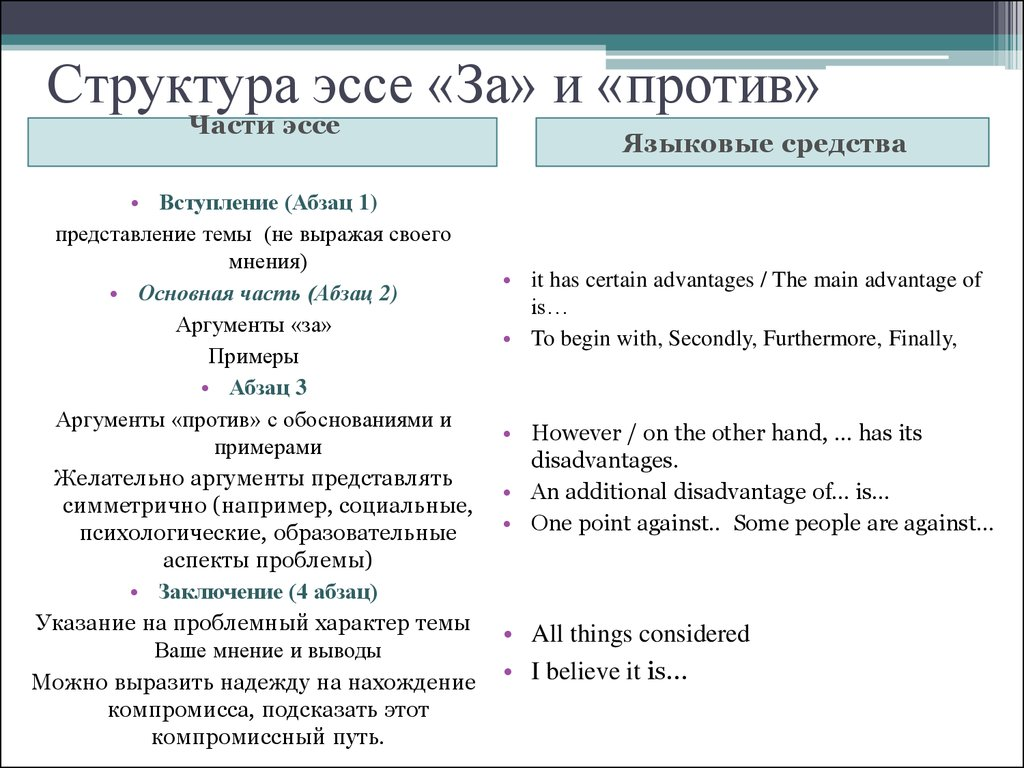 Структура эссе «За» и «против»
Части эссе
Языковые средства
• Вступление (Абзац 1)
представление темы (не выражая своего
мнения)
• Основная часть (Абзац 2)
Аргументы «за»
Примеры
• Абзац 3
Аргументы «против» с обоснованиями и
примерами
Желательно аргументы представлять
симметрично (например, социальные,
психологические, образовательные
аспекты проблемы)
• Заключение (4 абзац)
Указание на проблемный характер темы
Ваше мнение и выводы
Можно выразить надежду на нахождение
компромисса, подсказать этот
компромиссный путь.
• it has certain advantages / The main advantage of
is…
• To begin with, Secondly, Furthermore, Finally,
• However / on the other hand, … has its
disadvantages.
• An additional disadvantage of… is…
• One point against.. Some people are against…
• All things considered
• I believe it is…